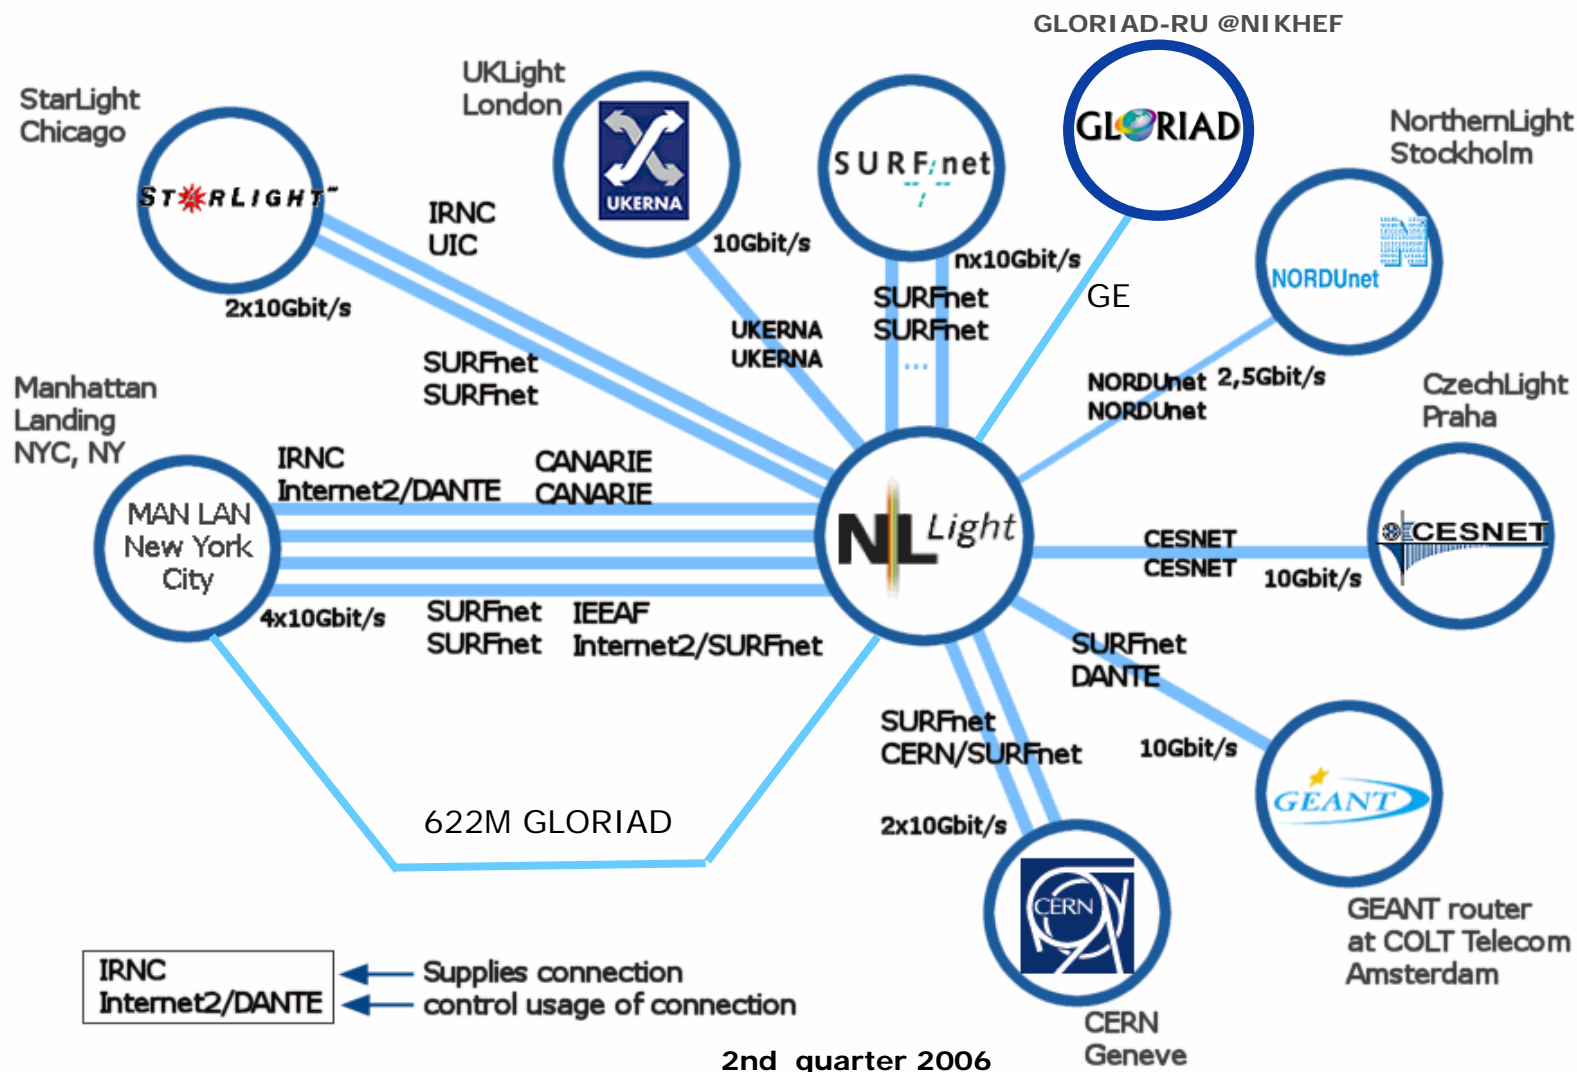 GLORIAD-RU @NIKHEF
StarLight
Chicago
STARLIGHT™
UKLight
London
UKERNA
SURFnet
GLORIAD
NorthernLight
Stockholm
NORDUnet
N
IRNC
UIC
2x10Gbit/s
SURFnet
SURFnet
10Gbit/s
UKERNA
UKERNA
nx10Gbit/s
SURFnet
SURFnet
...
GE
NORDUnet
NORDUnet
2,5Gbit/s
CzechLight
Praha
CESNET
Manhattan
Landing
NYC, NY
MAN LAN
New York
City
IRNC
Internet2/DANTE
CANARIE
CANARIE
4x10Gbit/s
SURFnet
SURFnet
IEEAF
Internet2/SURFnet
NL Light
CESNET
CESNET
10Gbit/s
SURFnet
DANTE
10Gbit/s
GEANT
GEANT router
at COLT Telecom
Amsterdam
SURFnet
CERN/SURFnet
2x10Gbit/s
CERN
CERN
Geneve
622M GLORIAD
IRNC
Internet2/DANTE
Supplies connection
control usage of connection
2nd quarter 2006